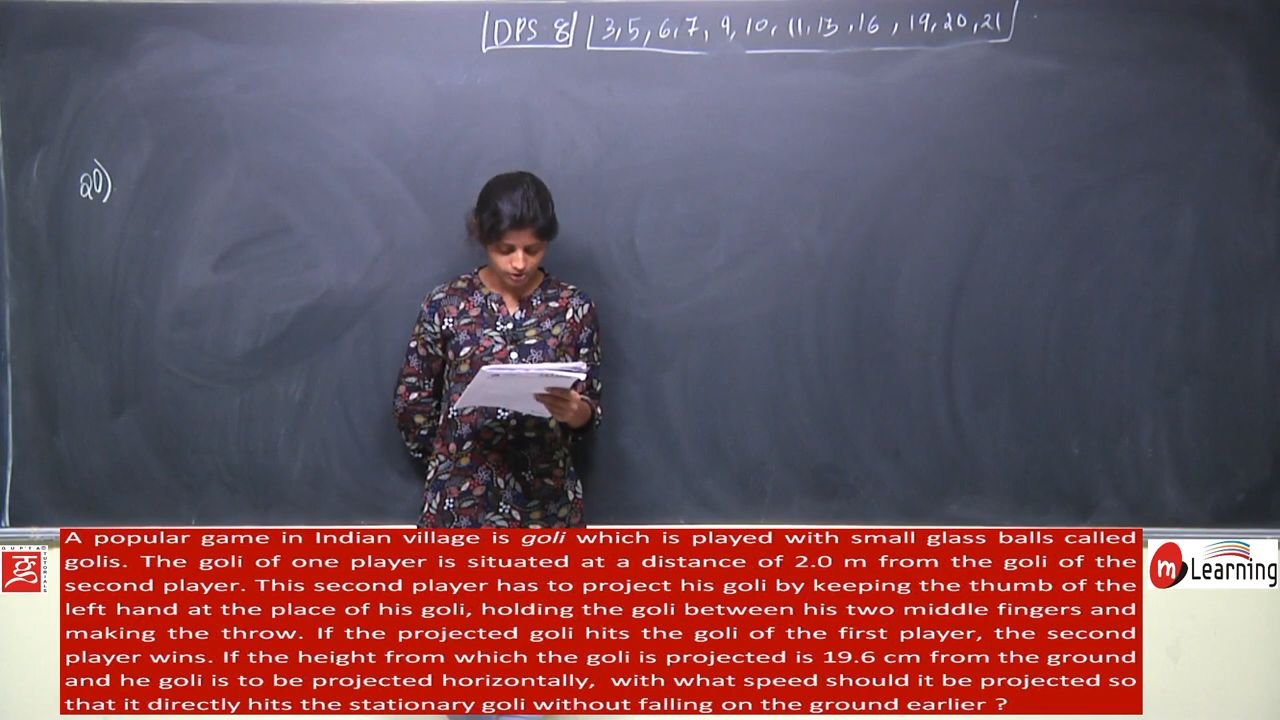 DPS 8 3, 5, 6, 7, 9, 10, 11, 13, 16, 19, 20, 21
20)
A popular game in Indian village is goli which is played with small glass balls called
golis. The goli of one player is situated at a distance of 2.0 m from the goli of the
second player. This second player has to project his goli by keeping the thumb of the
left hand at the place of his goli, holding the goli between his two middle fingers and
making the throw. If the projected goli hits the goli of the first player, the second
player wins. If the height from which the goli is projected is 19.6 cm from the ground
and he goli is to be projected horizontally, with what speed should it be projected so
that it directly hits the stationary goli without falling on the ground earlier ?
GUPTA
TUTORIALS
m Learning